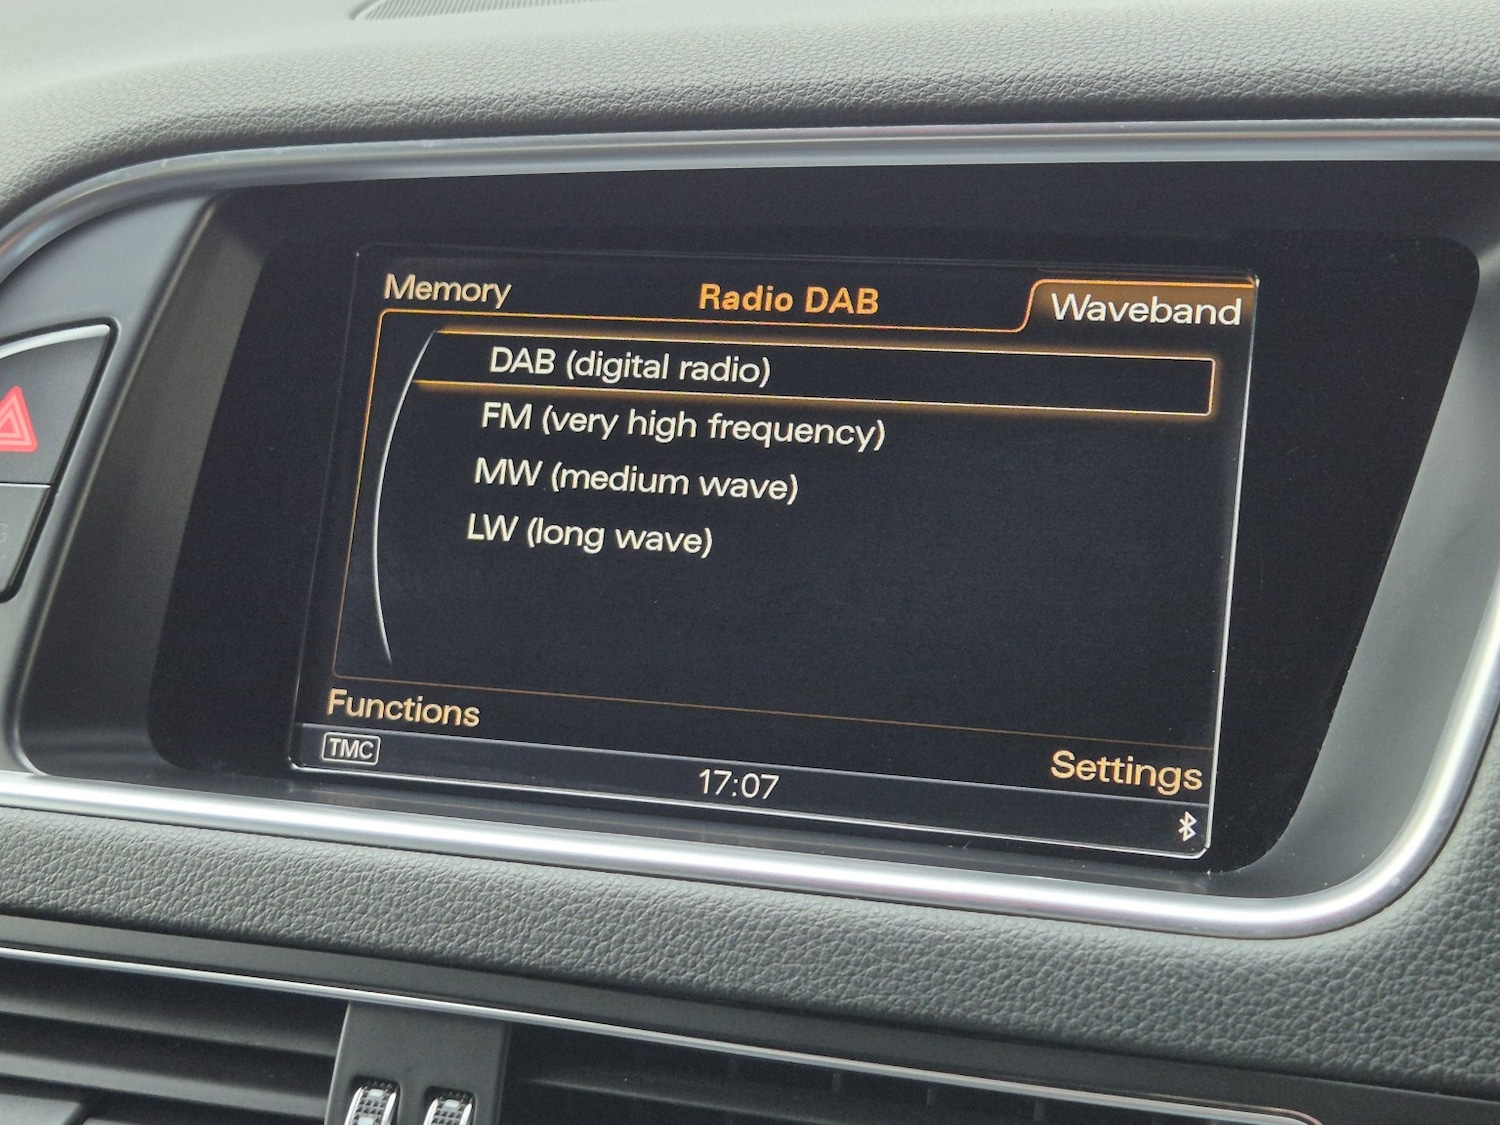 Memory
Radio DAB
Waveband
DAB (digital radio)
FM (very high frequency)
MW (medium wave)
LW (long wave)
Functions
Settings
TMC
17:07